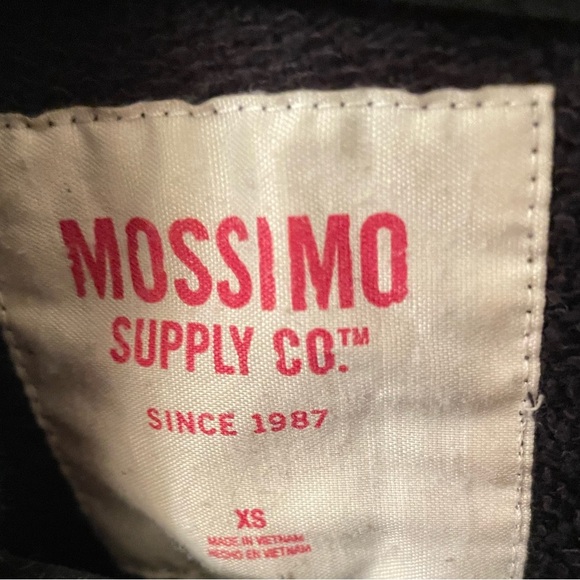 MOSSIMO
SUPPLY CO.™
SINCE 1987
XS
MADE IN VIETNAM
HECHO EN VIETNAM